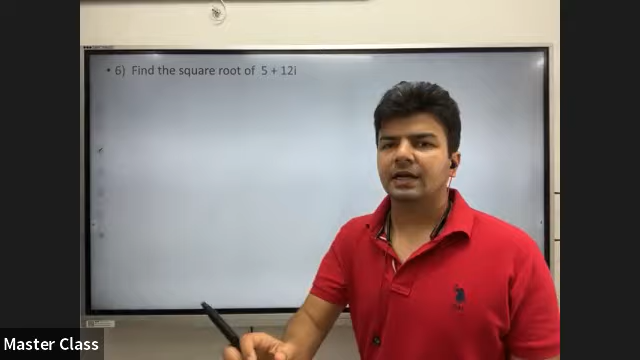 • 6) Find the square root of 5 + 12i
Master Class